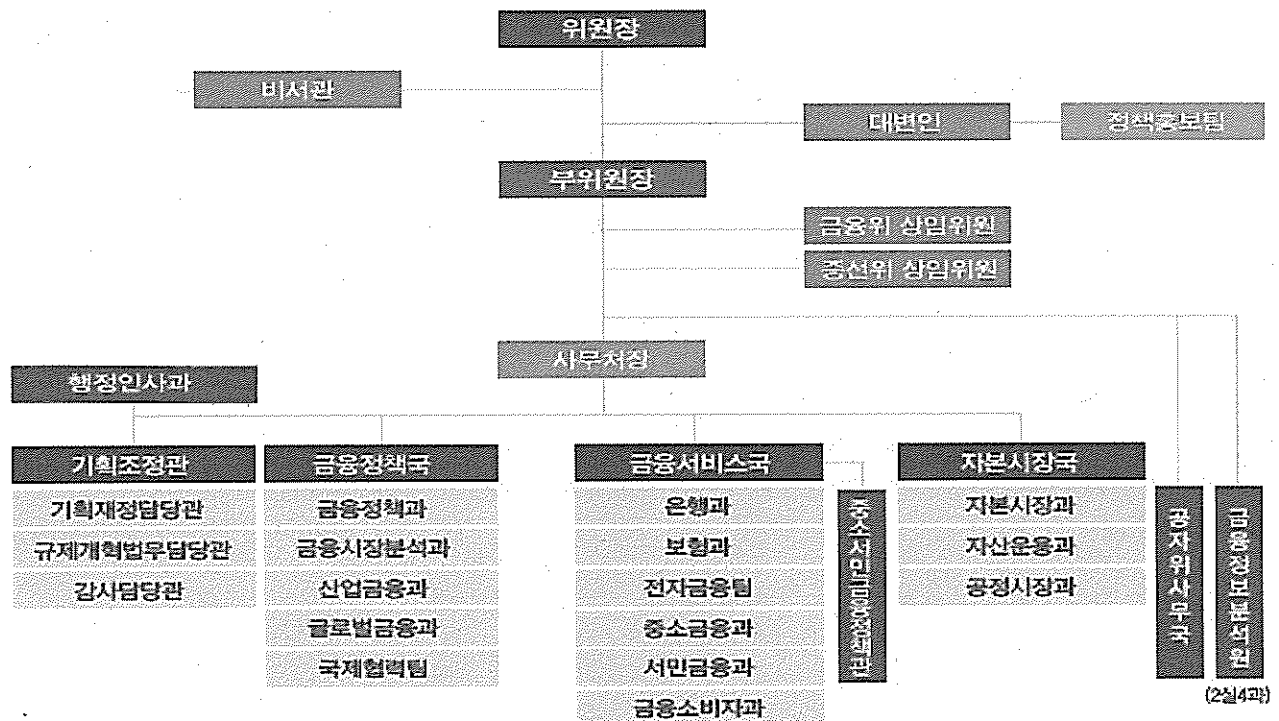 위원장
비서관
대변인
정책홍보팀
부위원장
금융위 상임위원
증선위 상임위원
사무처장
행정인사과
기획조정관
기획재정담당관
규제개혁법무담당관
감사담당관
금융정책국
금융정책과
금융시장분석과
산업금융과
글로벌금융과
국제협력팀
금융서비스국
은행과
보험과
전자금융팀
중소금융과
서민금융과
금융소비자과
중소서민금융정책관
자본시장국
자본시장과
자산운용과
공정시장과
공자위사무국
금융정보분석원
(2실4과)